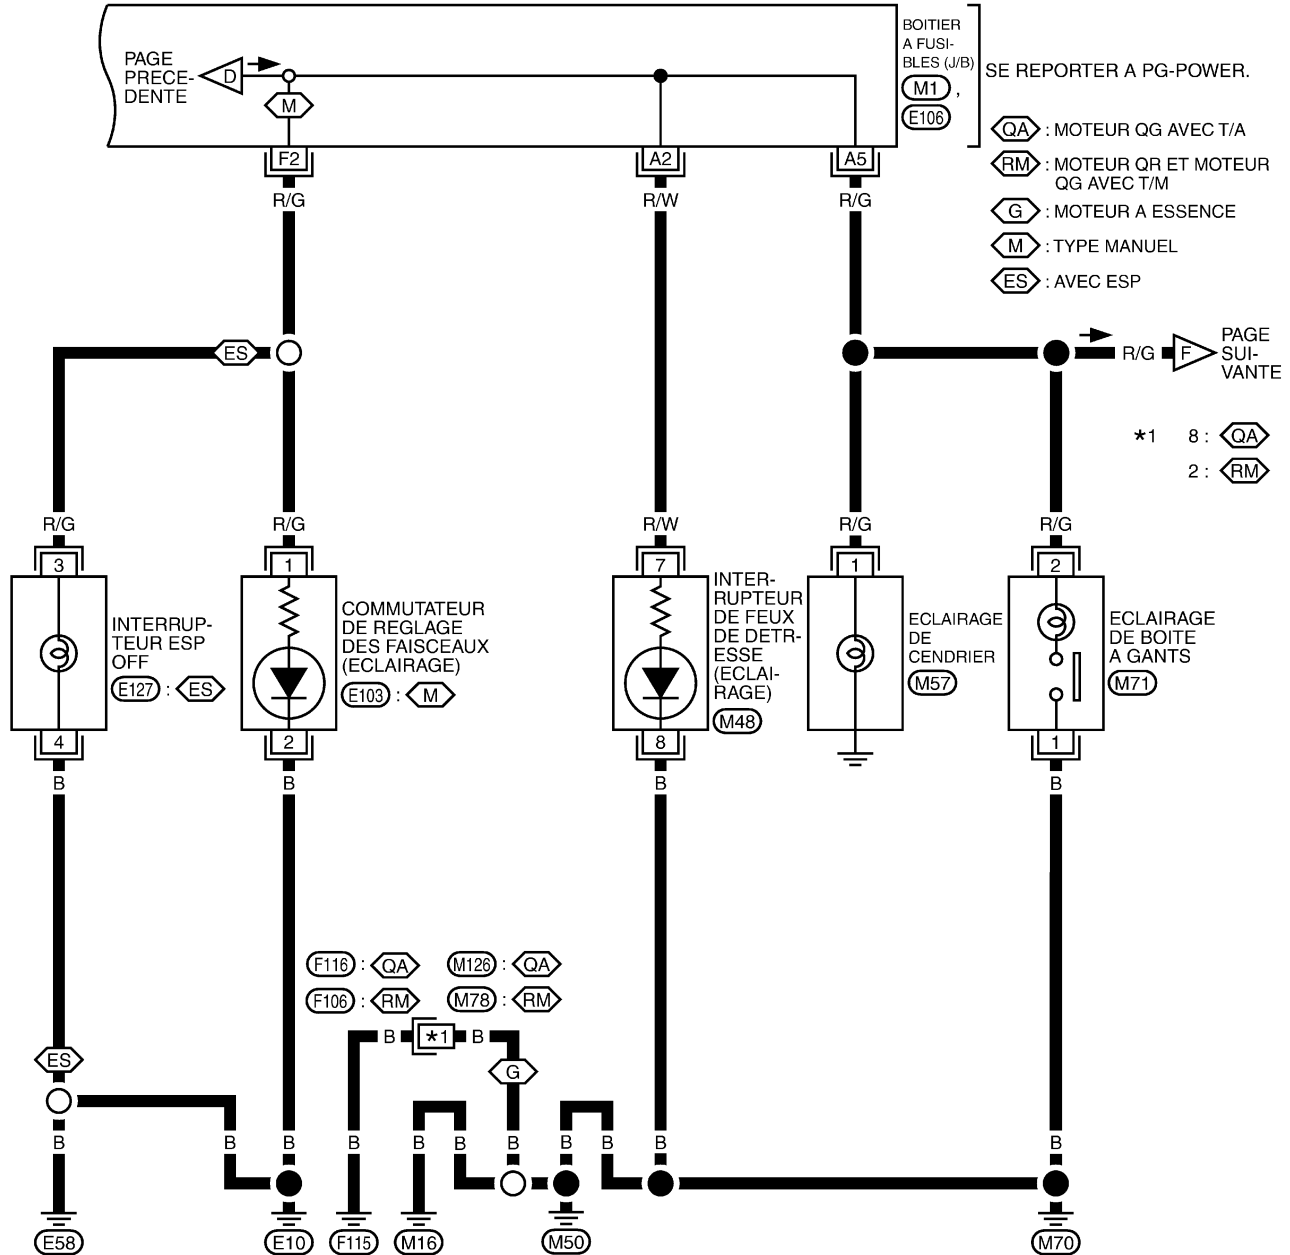 PAGE
PRECE-
DENTE
D
M
F2
A2
A5
BOITIER
A FUSI-
BLES (J/B)
M1 ,
E106
SE REPORTER A PG-POWER.
QA : MOTEUR QG AVEC T/A
RM : MOTEUR QR ET MOTEUR
QG AVEC T/M
G : MOTEUR A ESSENCE
M : TYPE MANUEL
ES : AVEC ESP
R/G
R/W
R/G
ES
R/G
F
PAGE
SUI-
VANTE
*1 8 : QA
2 : RM
R/G
R/G
R/W
R/G
R/G
3
1
7
1
2
INTERRUP-
TEUR ESP
OFF
E127 : ES
COMMUTATEUR
DE REGLAGE
DES FAISCEAUX
(ECLAIRAGE)
E103 : M
INTER-
RUPTEUR
DE FEUX
DE DETR-
ESSE
(ECLAI-
RAGE)
M48
ECLAIRAGE
DE
CENDRIER
M57
ECLAIRAGE
DE BOITE
A GANTS
M71
4
2
8
1
B
B
B
B
F116 : QA
M126 : QA
F106 : RM
M78 : RM
B
*1
B
ES
G
B
B
B
B
B
B
B
B
B
B
B
E58
E10
F115
M16
M50
M70